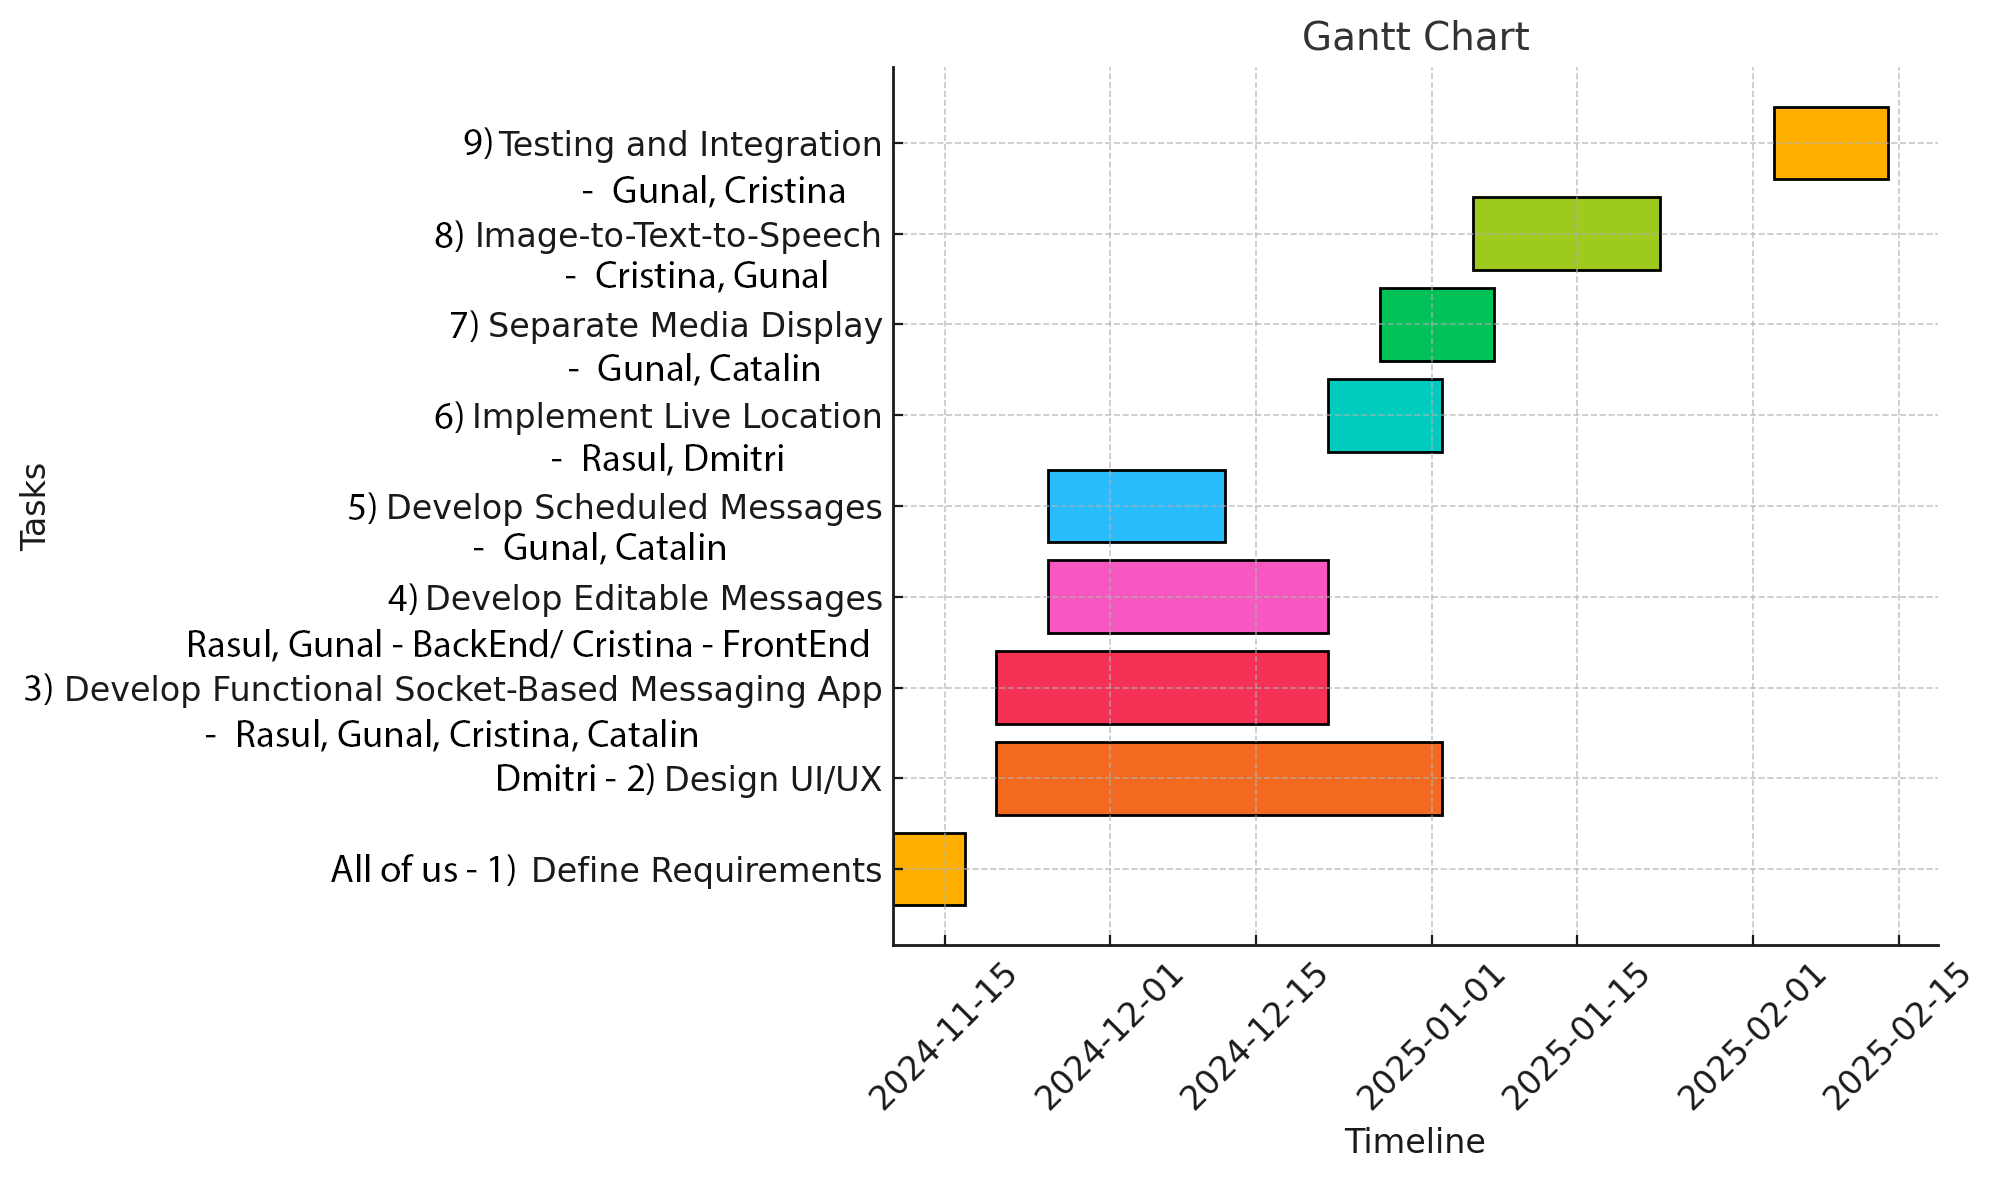 Gantt Chart
9) Testing and Integration
- Gunal, Cristina
8) Image-to-Text-to-Speech
- Cristina, Gunal
7) Separate Media Display
- Gunal, Catalin
6) Implement Live Location
- Rasul, Dmitri
5) Develop Scheduled Messages
- Gunal, Catalin
4) Develop Editable Messages
Rasul, Gunal - BackEnd/ Cristina - FrontEnd
3) Develop Functional Socket-Based Messaging App
- Rasul, Gunal, Cristina, Catalin
Dmitri - 2) Design UI/UX
All of us - 1) Define Requirements
Tasks
2024-11-15
2024-12-01
2024-12-15
2025-01-01
2025-01-15
2025-02-01
2025-02-15
Timeline